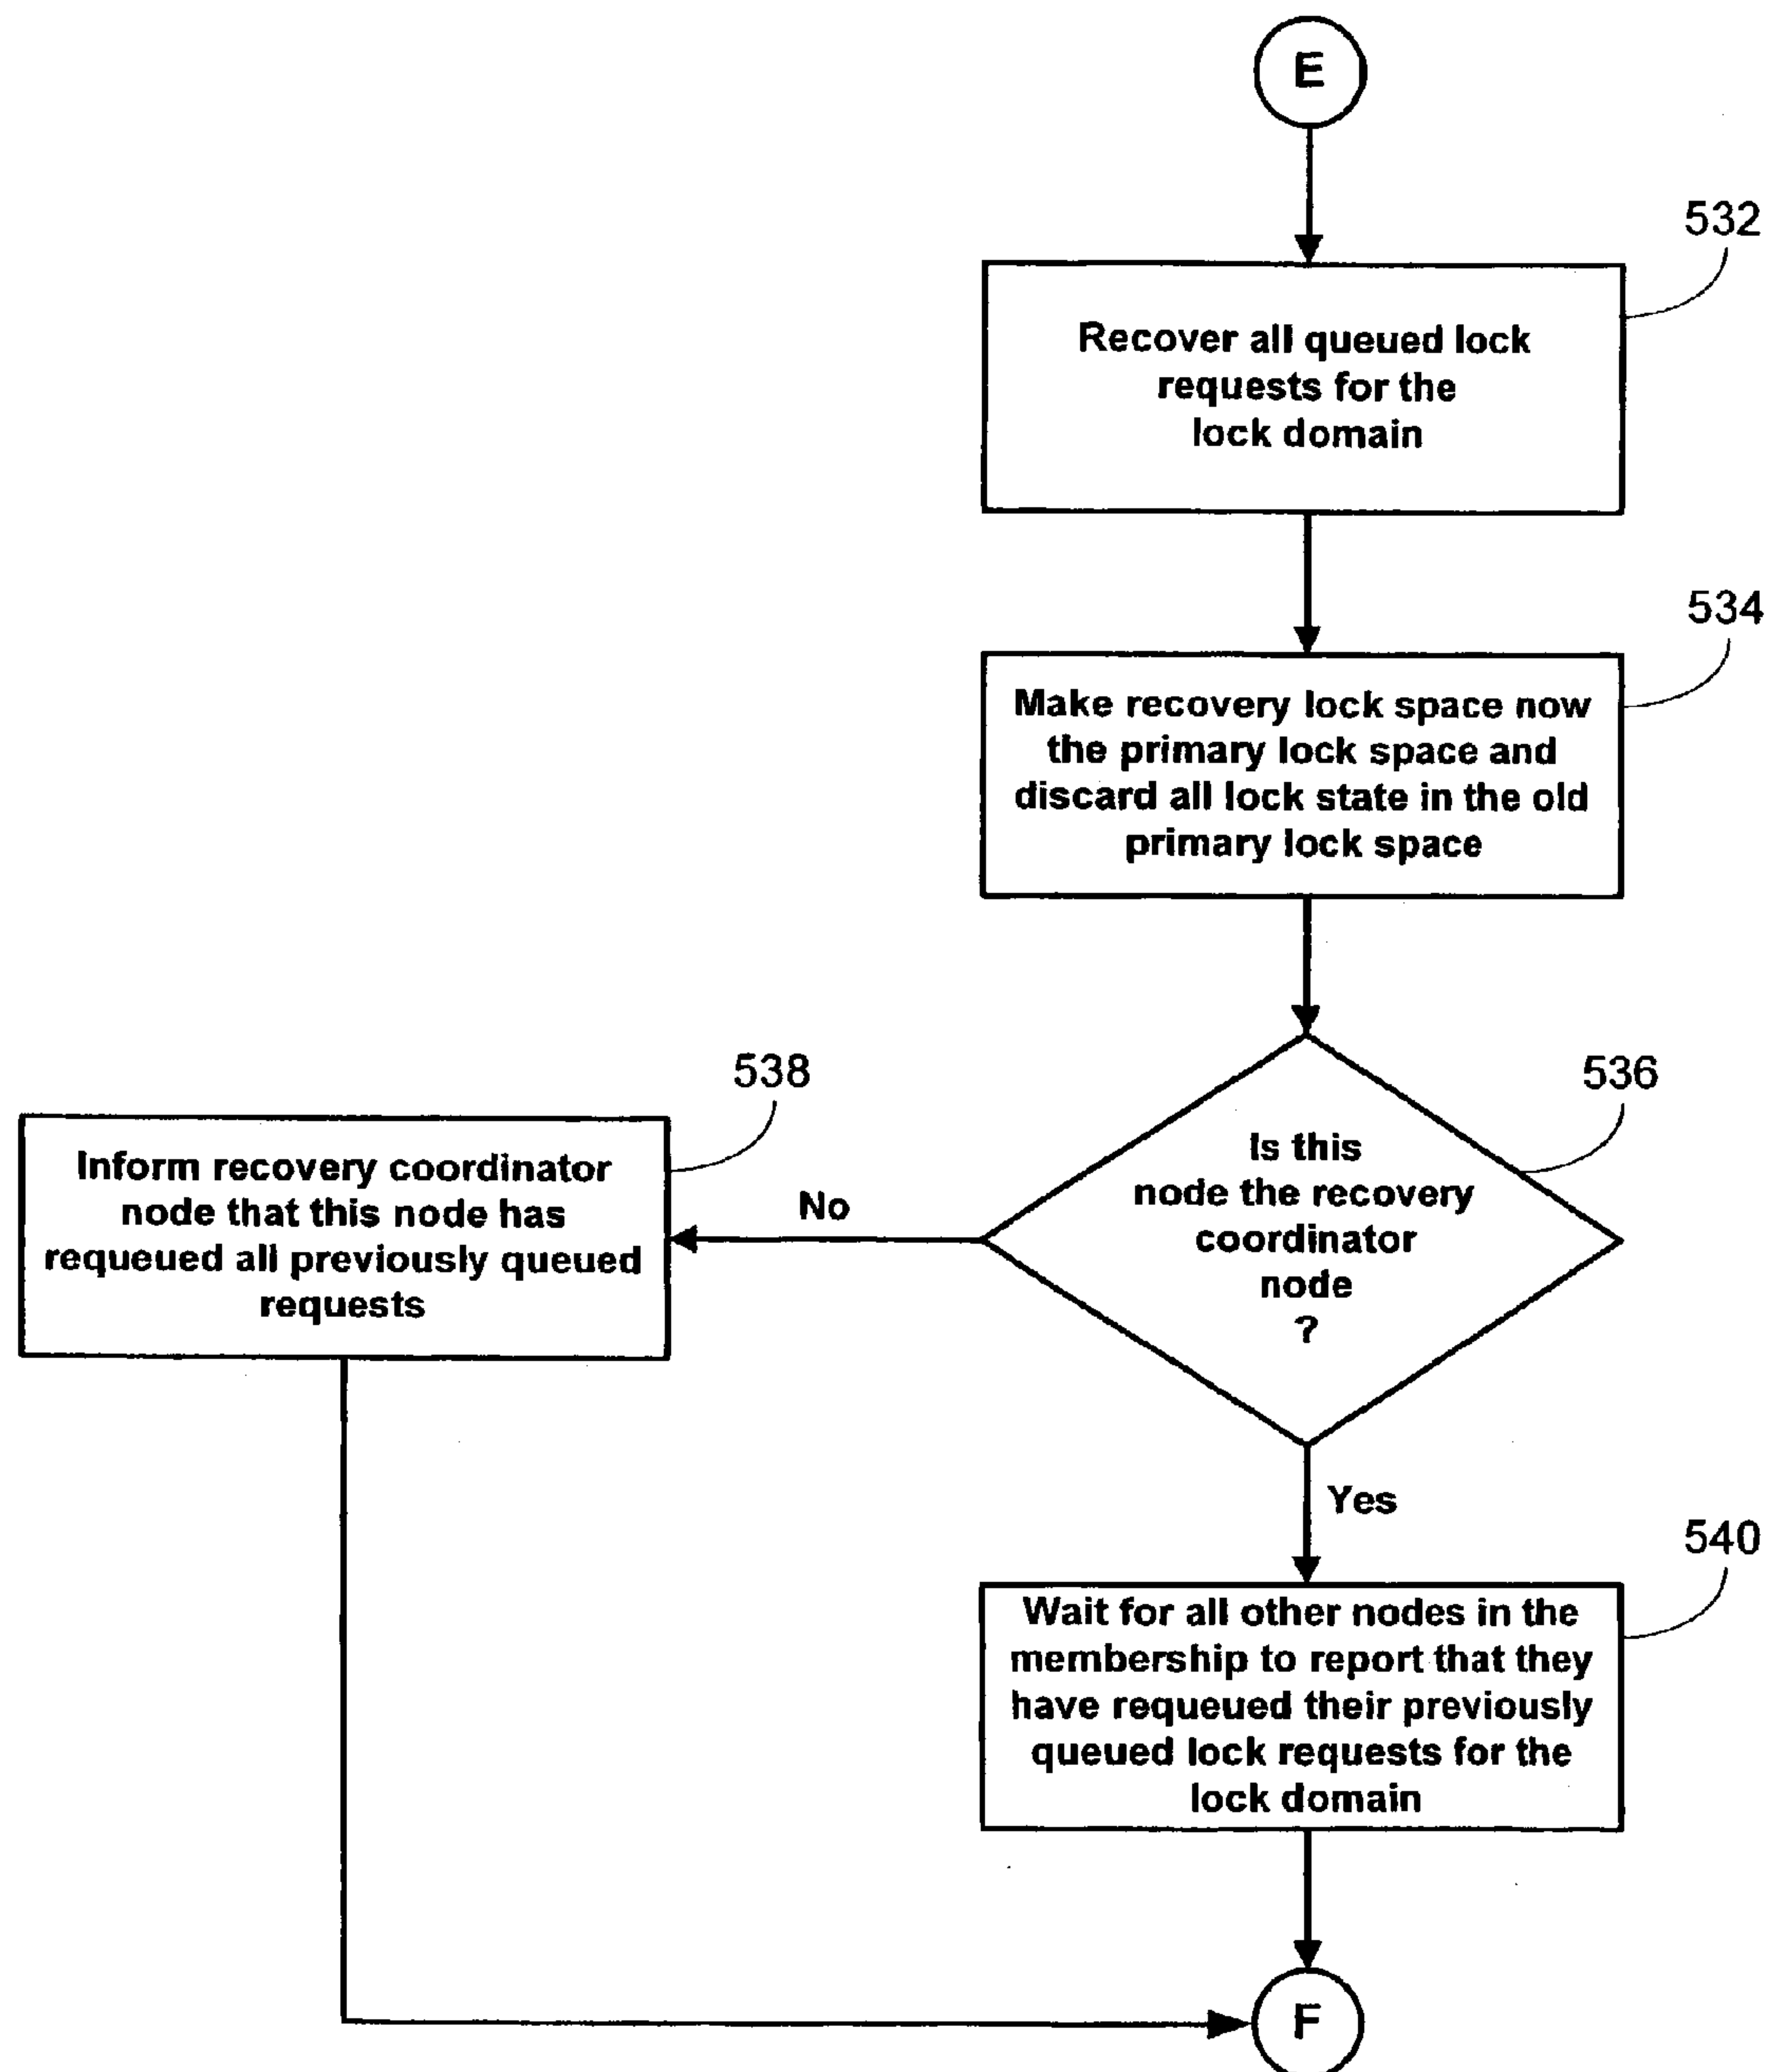 E
532
Recover all queued lock
requests for the
lock domain
534
Make recovery lock space now
the primary lock space and
discard all lock state in the old
primary lock space
538
536
Inform recovery coordinator
node that this node has
requeued all previously queued
requests
No
Is this
node the recovery
coordinator
node
?
Yes
540
Wait for all other nodes in the
membership to report that they
have requeued their previously
queued lock requests for the
lock domain
F